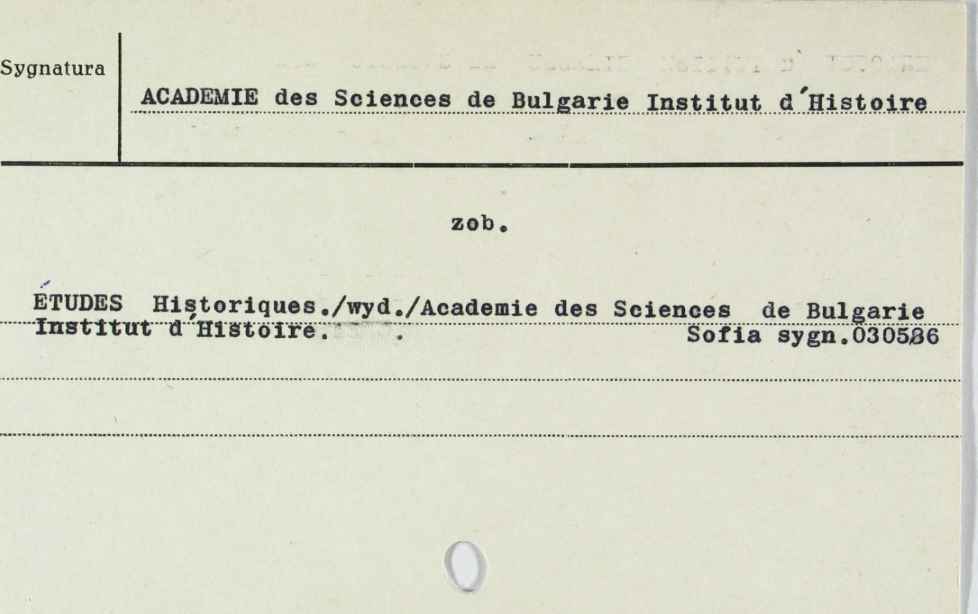 Sygnatura
ACADEMIE des Sciences de Bulgarie Institut d'Histoire
zob.
ÉTUDES Historiques./wyd./Academie des Sciences de Bulgarie
Institut d'Histoire. . Sofia sygn.030586